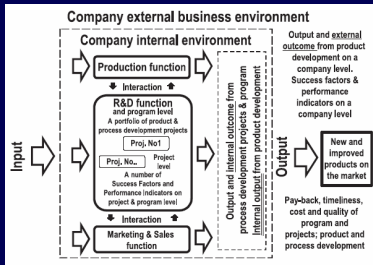 Company external business environment
Company internal environment
Input
Production function
Interaction
R&D function
and program level
A portfolio of product &
process development projects
Proj. No1
Proj. No...
Project
level
A number of
Success Factors and
Performance indicators on
project & program level
Interaction
Marketing & Sales
function
Output and internal outcome from
process development projects & program
Internal output from product development
Output
Output and external
outcome from product
development on a
company level.
Success factors &
performance
indicators on a
company level
New and
improved
products on
the market
Pay-back, timeliness,
cost and quality of
program and
projects; product and
process development